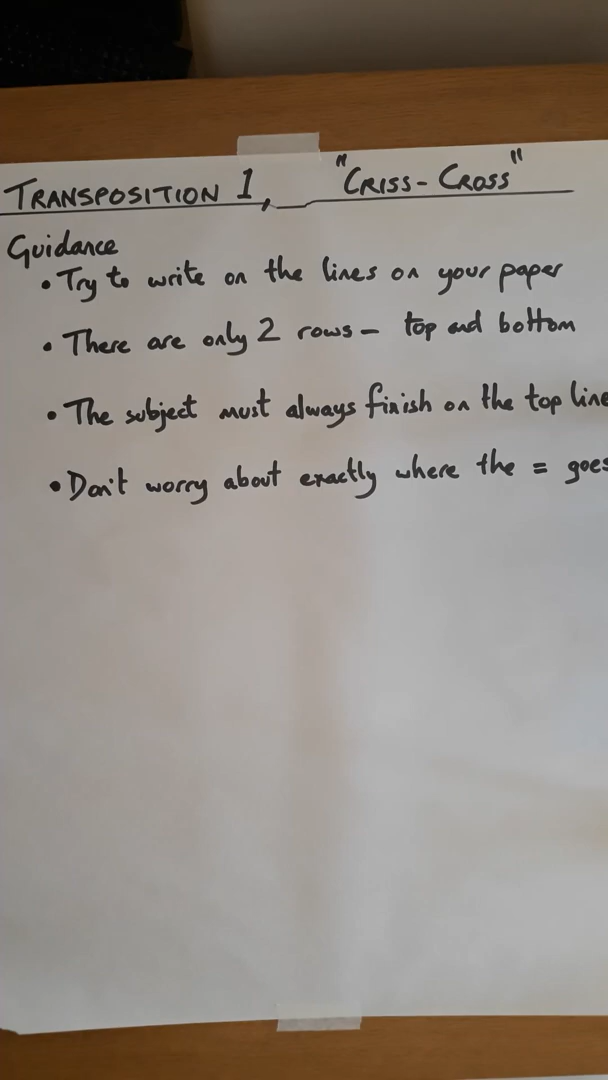 TRANSPOSITION 1, "CRISS-CROSS"
Guidance
• Try to write on the lines on your paper
• There are only 2 rows - top and bottom
• The subject must always finish on the top line
• Don't worry about exactly where the = goes